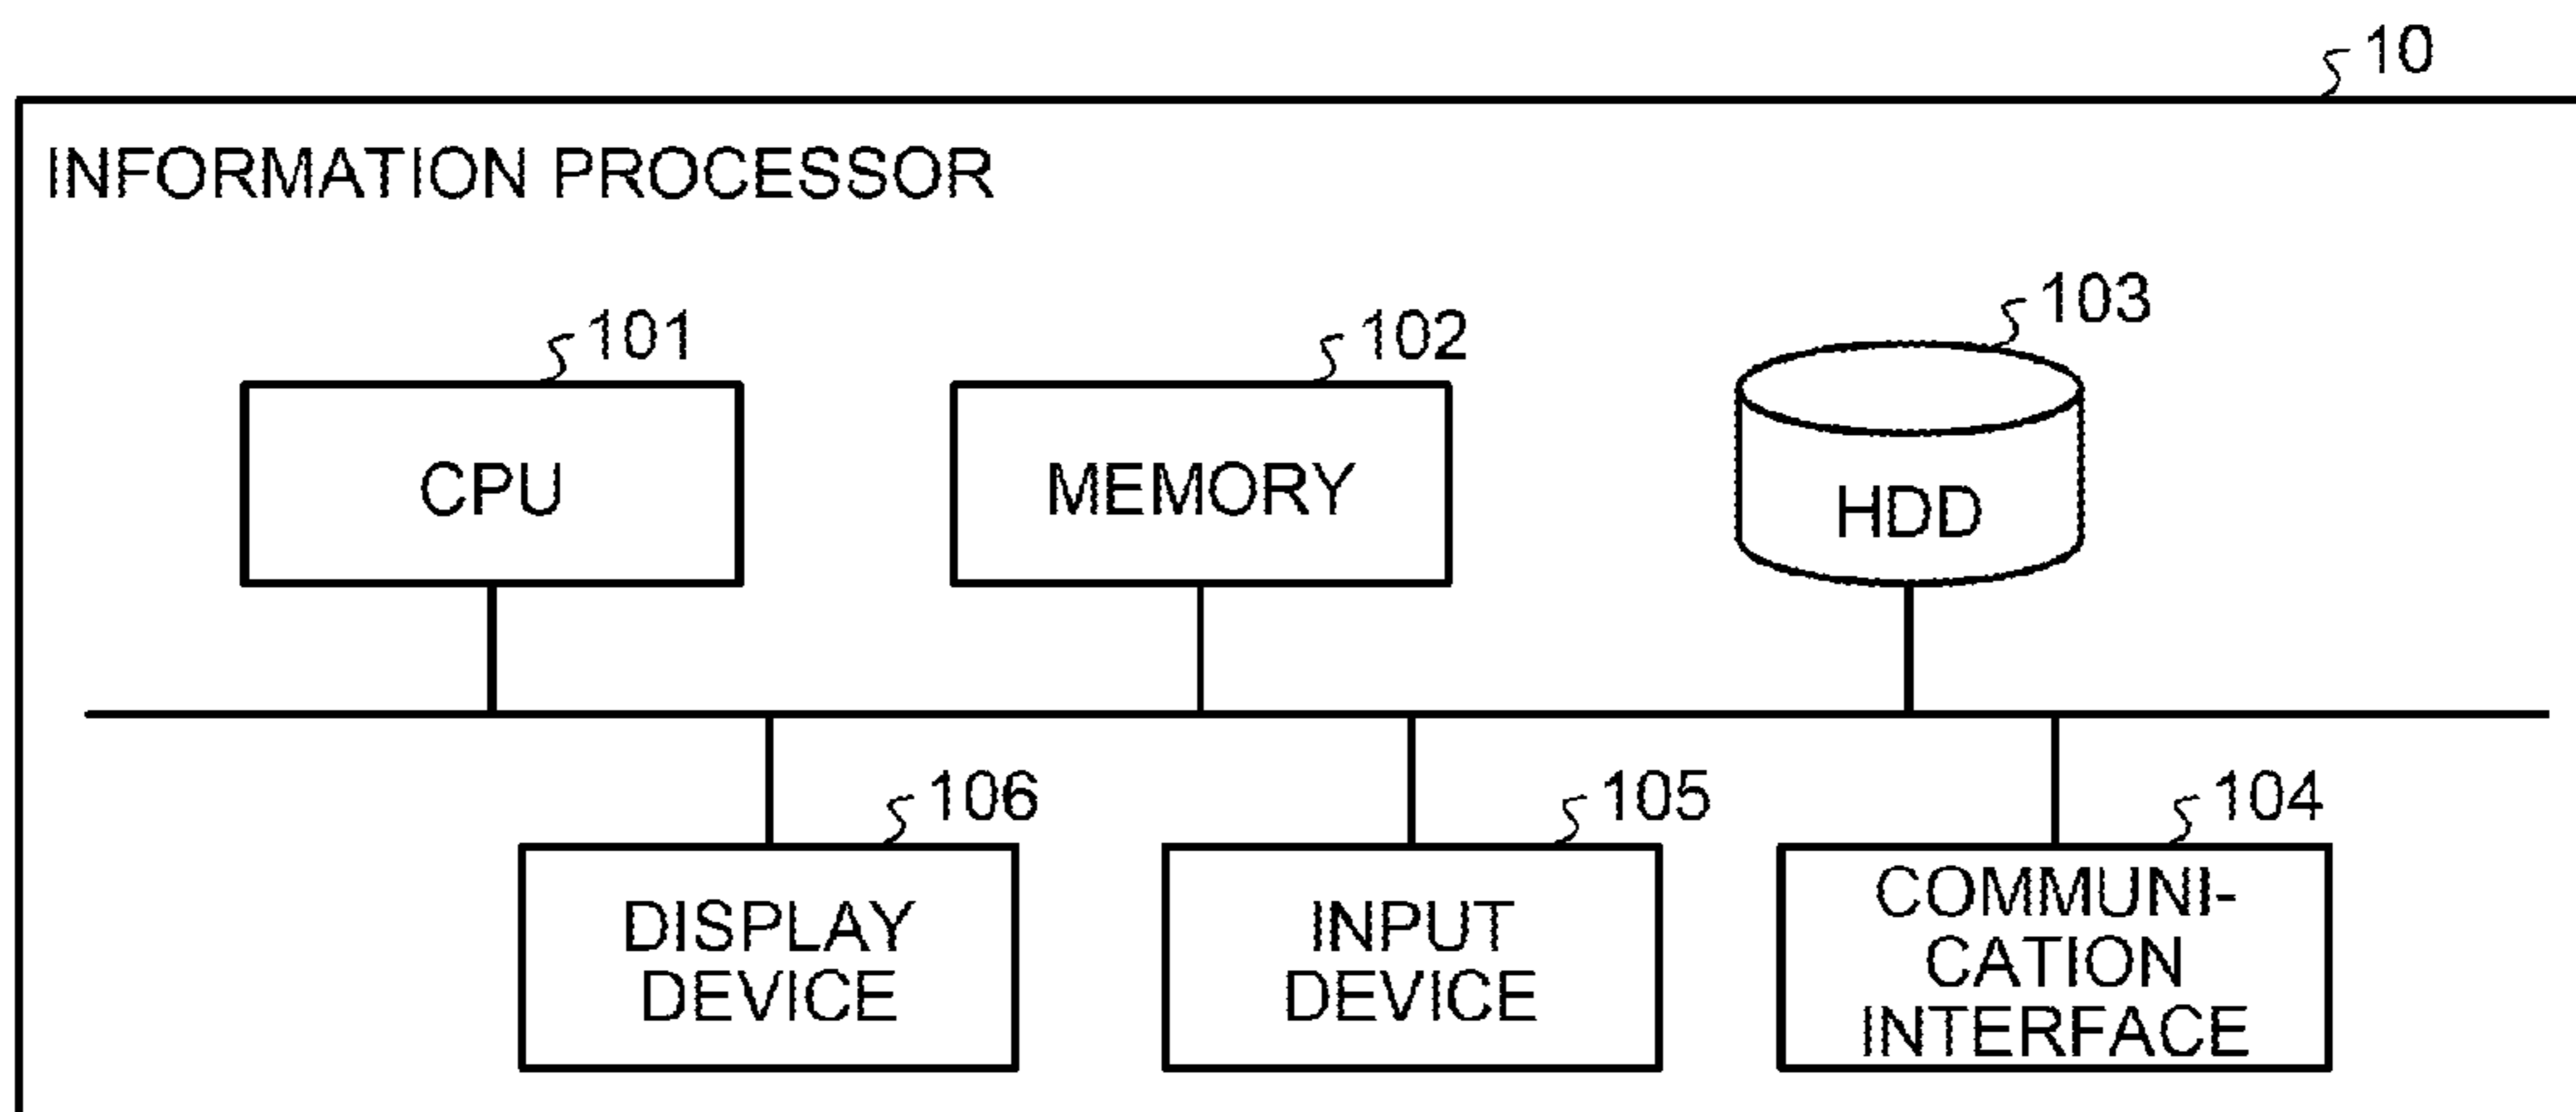 10
INFORMATION PROCESSOR
101
102
103
CPU
MEMORY
HDD
106
105
104
DISPLAY
DEVICE
INPUT
DEVICE
COMMUNI-
CATION
INTERFACE